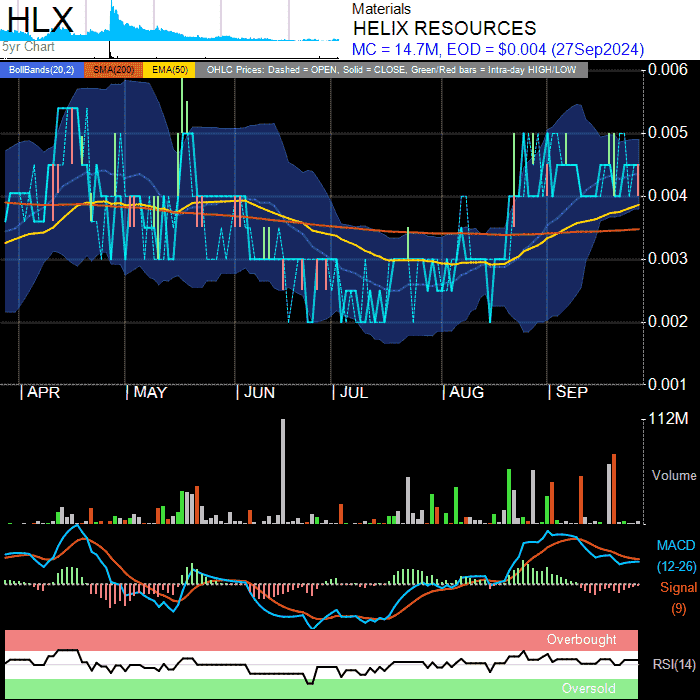 HLX
5yr Chart
Materials
HELIX RESOURCES
MC = 14.7M, EOD = $0.004 (27Sep2024)
BollBands(20,2) SMA(200) EMA(50) OHLC Prices: Dashed = OPEN, Solid = CLOSE, Green/Red bars = Intra-day HIGH/LOW
0.006
0.005
0.004
0.003
0.002
0.001
APR MAY JUN JUL AUG SEP
112M
Volume
MACD
(12-26)
Signal
(9)
Overbought
RSI(14)
Oversold